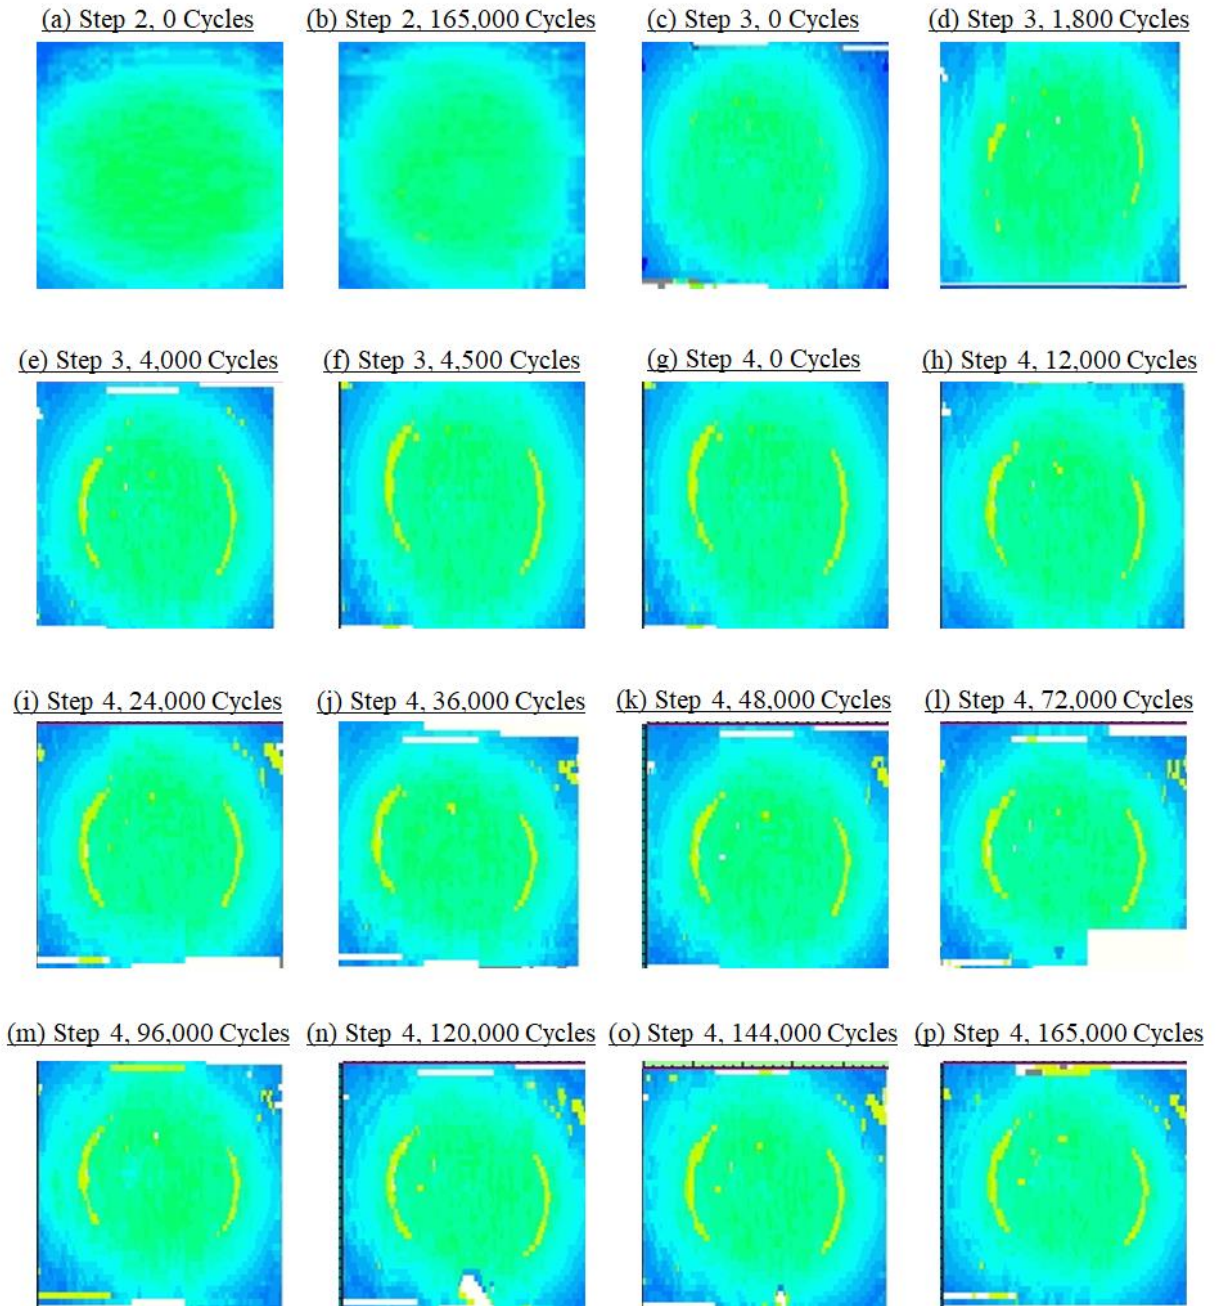 (a) Step 2, 0 Cycles
(b) Step 2, 165,000 Cycles
(c) Step 3, 0 Cycles
(d) Step 3, 1,800 Cycles
(e) Step 3, 4,000 Cycles
(f) Step 3, 4,500 Cycles
(g) Step 4, 0 Cycles
(h) Step 4, 12,000 Cycles
(i) Step 4, 24,000 Cycles
(j) Step 4, 36,000 Cycles
(k) Step 4, 48,000 Cycles
(l) Step 4, 72,000 Cycles
(m) Step 4, 96,000 Cycles
(n) Step 4, 120,000 Cycles
(o) Step 4, 144,000 Cycles
(p) Step 4, 165,000 Cycles